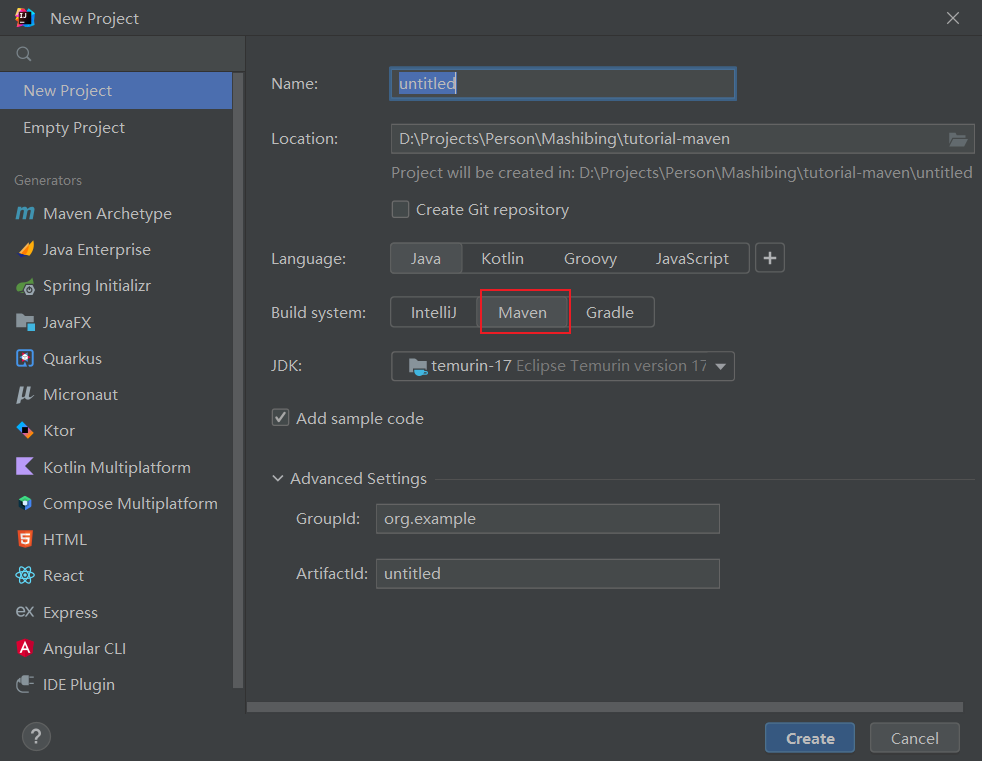 New Project
New Project
Empty Project
Generators
Maven Archetype
Java Enterprise
Spring Initializr
JavaFX
Quarkus
Micronaut
Ktor
Kotlin Multiplatform
Compose Multiplatform
HTML
React
Express
Angular CLI
IDE Plugin
Name: untitled
Location: D:\Projects\Person\Mashibing\tutorial-maven
Project will be created in: D:\Projects\Person\Mashibing\tutorial-maven\untitled
Create Git repository
Language: Java Kotlin Groovy JavaScript +
Build system: IntelliJ Maven Gradle
JDK: temurin-17 Eclipse Temurin version 17
Add sample code
Advanced Settings
GroupId: org.example
ArtifactId: untitled
? Create Cancel